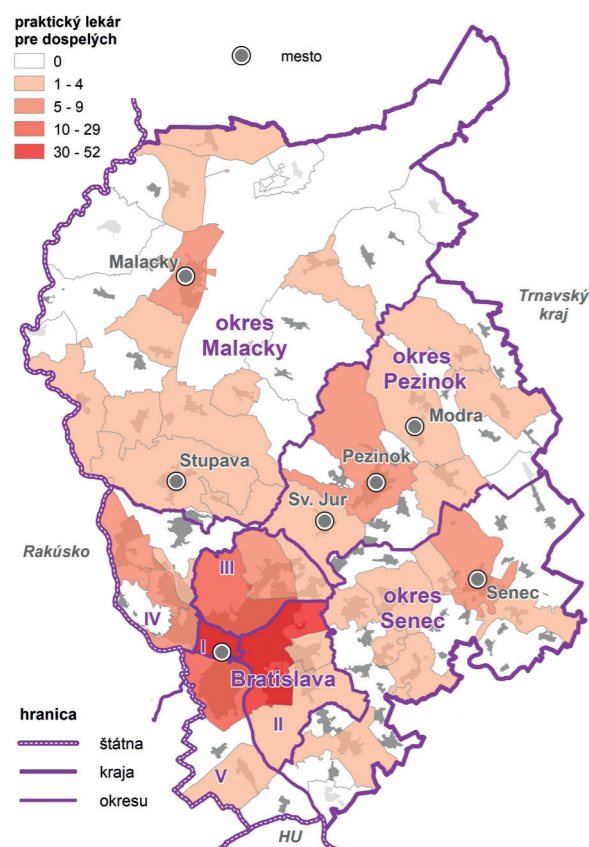 praktický lekár
pre dospelých
0
1 - 4
5 - 9
10 - 29
30 - 52
mesto
Malacky
okres
Malacky
Trnavský
kraj
okres
Pezinok
Modra
Stupava
Pezinok
Sv. Jur
Rakúsko
III
Senec
okres
Senec
IV
I
Bratislava
II
V
hranica
štátna
kraja
okresu
HU